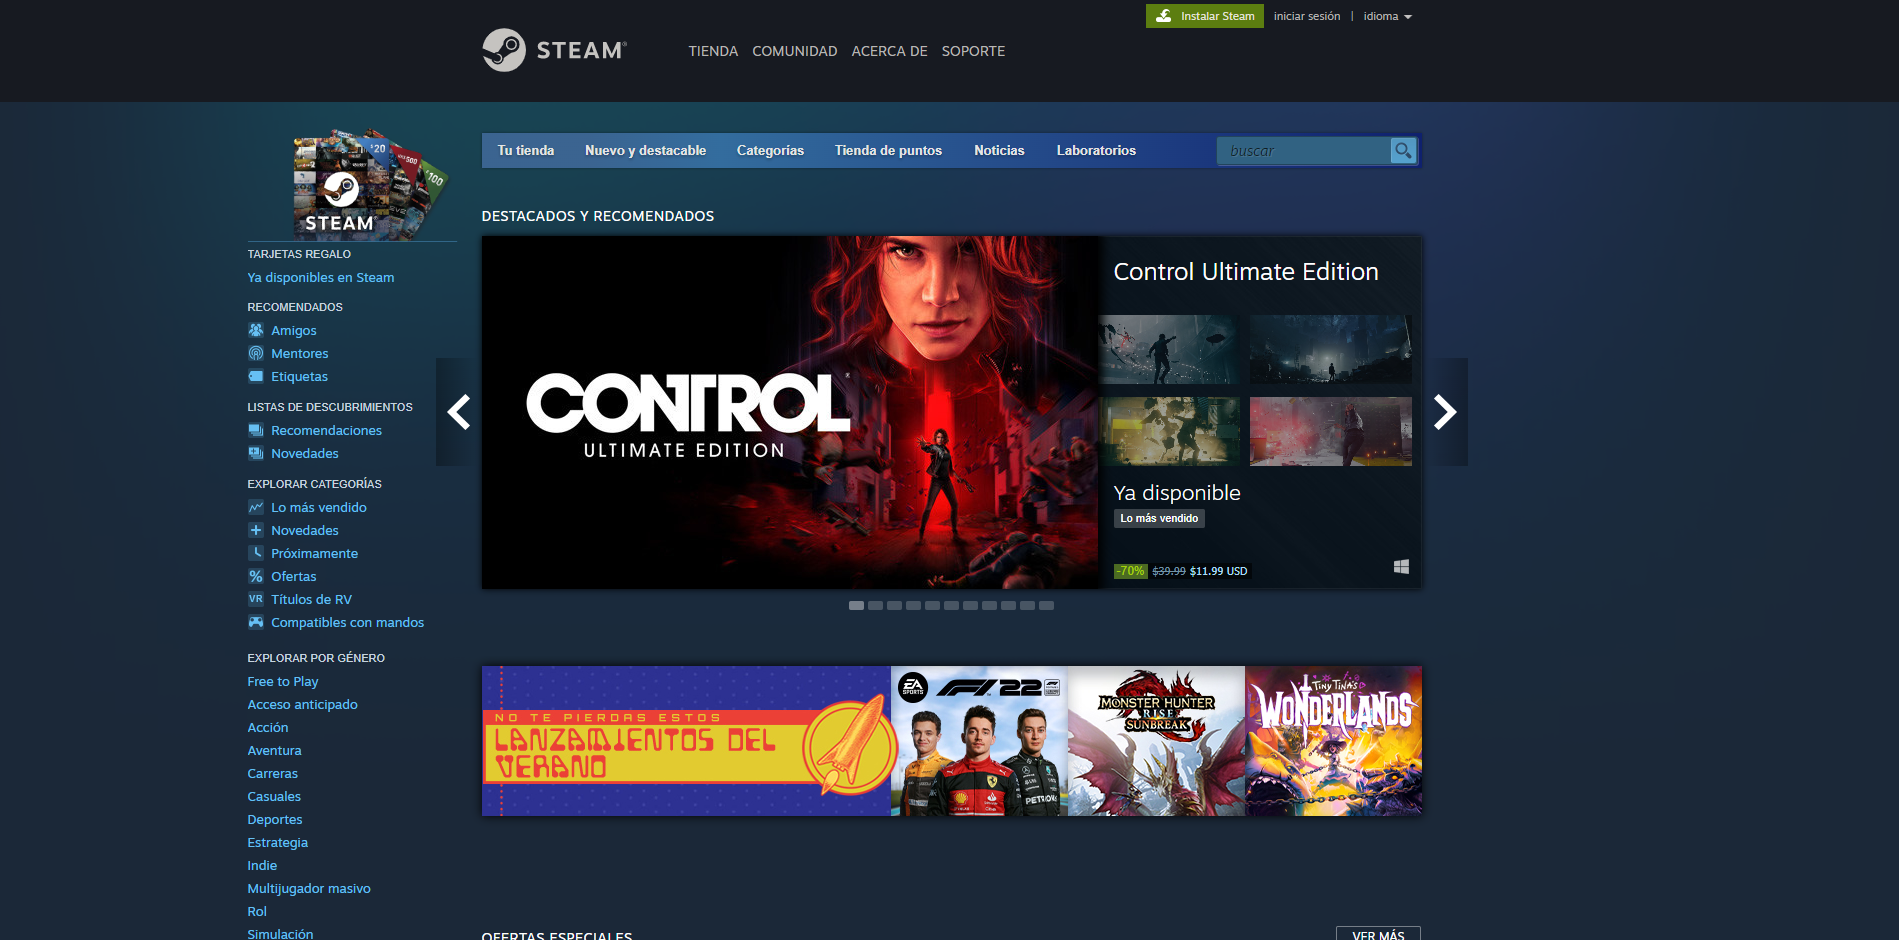 Instalar Steam
iniciar sesión | idioma
STEAM®
TIENDA COMUNIDAD ACERCA DE SOPORTE
$20
500
$100
STEAM
Tu tienda Nuevo y destacable Categorías Tienda de puntos Noticias Laboratorios
buscar
TARJETAS REGALO
Ya disponibles en Steam
RECOMENDADOS
Amigos
Mentores
Etiquetas
LISTAS DE DESCUBRIMIENTOS
Recomendaciones
Novedades
EXPLORAR CATEGORÍAS
Lo más vendido
Novedades
Próximamente
% Ofertas
VR Títulos de RV
Compatibles con mandos
EXPLORAR POR GÉNERO
Free to Play
Acceso anticipado
Acción
Aventura
Carreras
Casuales
Deportes
Estrategia
Indie
Multijugador masivo
Rol
Simulación
DESTACADOS Y RECOMENDADOS
CONTROL®
ULTIMATE EDITION
Control Ultimate Edition
Ya disponible
Lo más vendido
-70% $39.99 $11.99 USD
NO TE PIERDAS ESTOS
LANZAMIENTOS DEL
VERANO
EA
SPORTS
F1 22
PETRONAS
MONSTER HUNTER
RISE
SUNBREAK
TINY TINA'S
WONDERLANDS
OFERTAS ESPECIALES
VER MÁS